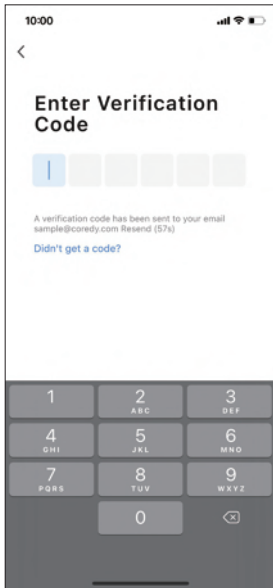 10:00
Enter Verification
Code
A verification code has been sent to your email
sample@coredy.com Resend (57s)
Didn't get a code?
1 2 3
ABC DEF
4 5 6
GHI JKL MNO
7 8 9
PQRS TUV WXYZ
0